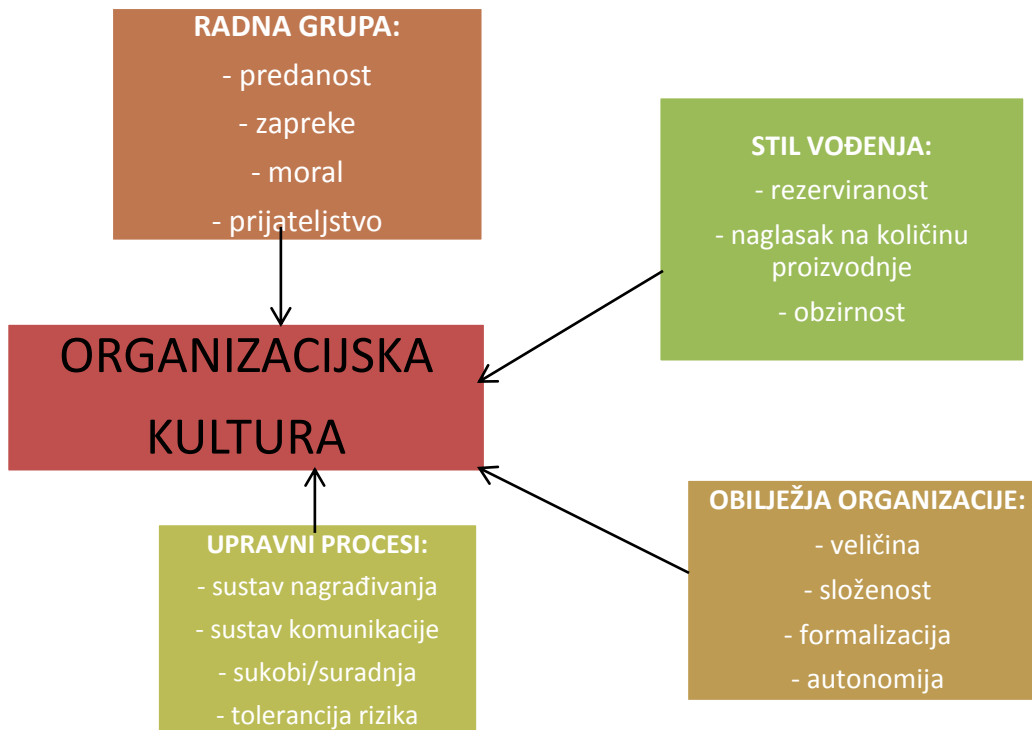 RADNA GRUPA:
- predanost
- zapreke
- moral
- prijateljstvo
STIL VOĐENJA:
- rezerviranost
- naglasak na količinu
proizvodnje
- obzirnost
ORGANIZACIJSKA
KULTURA
UPRAVNI PROCESI:
- sustav nagrađivanja
- sustav komunikacije
- sukobi/suradnja
- tolerancija rizika
OBILJEŽJA ORGANIZACIJE:
- veličina
- složenost
- formalizacija
- autonomija